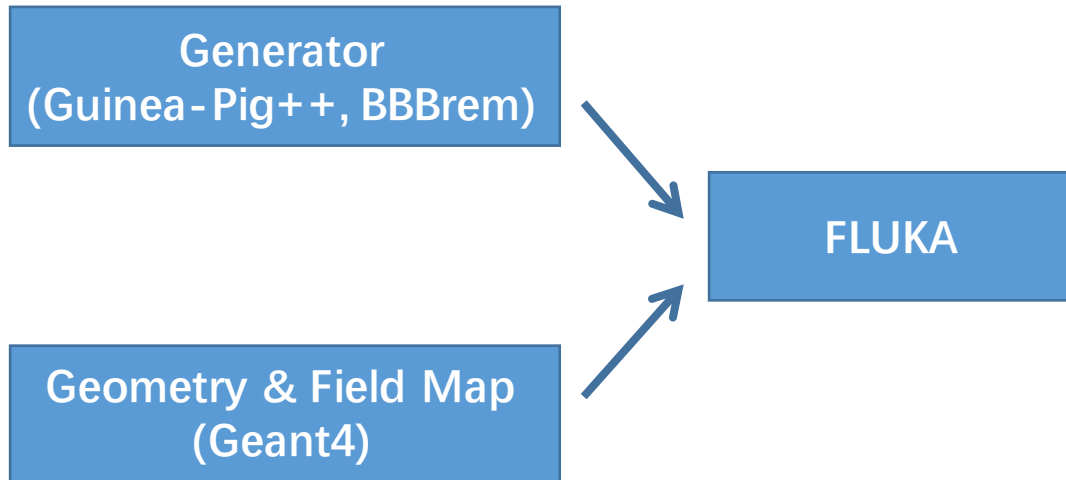 Generator
(Guinea-Pig++, BBBrem)
FLUKA
Geometry & Field Map
(Geant4)